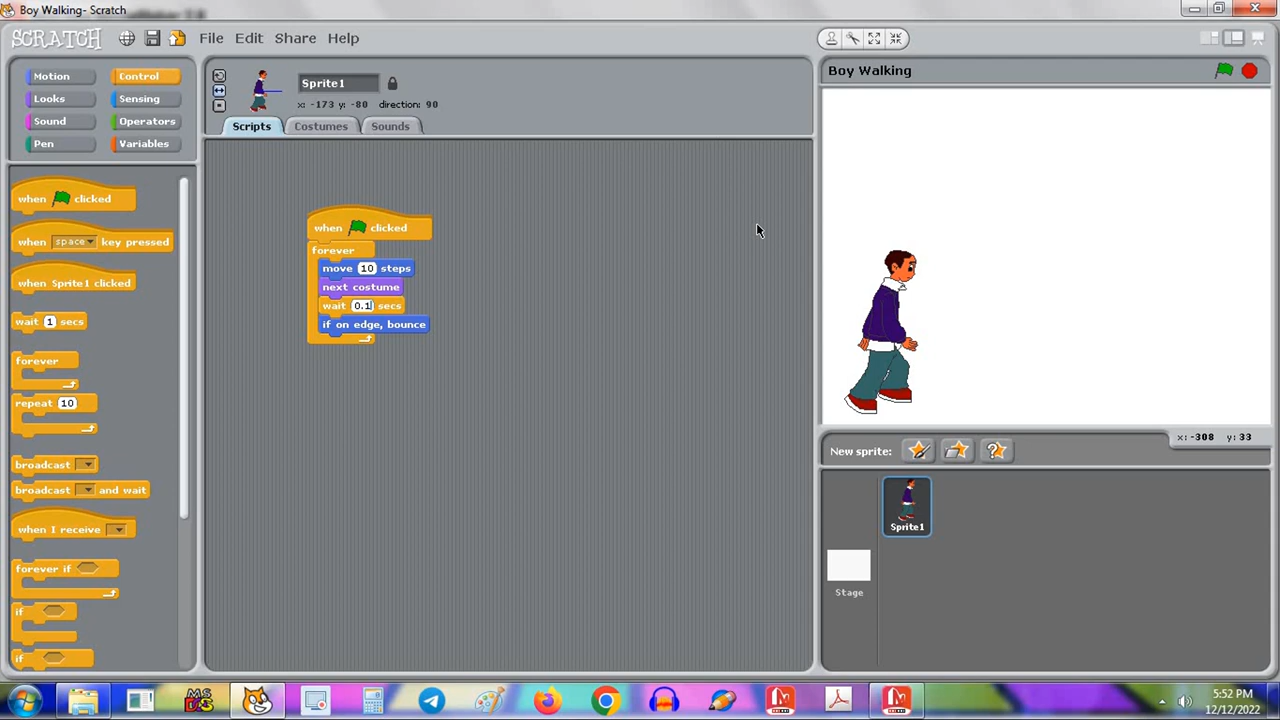 Boy Walking- Scratch
SCRATCH File Edit Share Help
Motion Control
Looks Sensing
Sound Operators
Pen Variables
Sprite1
x: -173 y: -80 direction: 90
Scripts Costumes Sounds
Boy Walking
when clicked
when space key pressed
when Sprite1 clicked
wait 1 secs
forever
repeat 10
broadcast
broadcast and wait
when I receive
forever if
if
if
when clicked
forever
move 10 steps
next costume
wait 0.1 secs
if on edge, bounce
x: -308 y: 33
New sprite:
Sprite1
Stage
MS
5:52 PM
12/12/2022